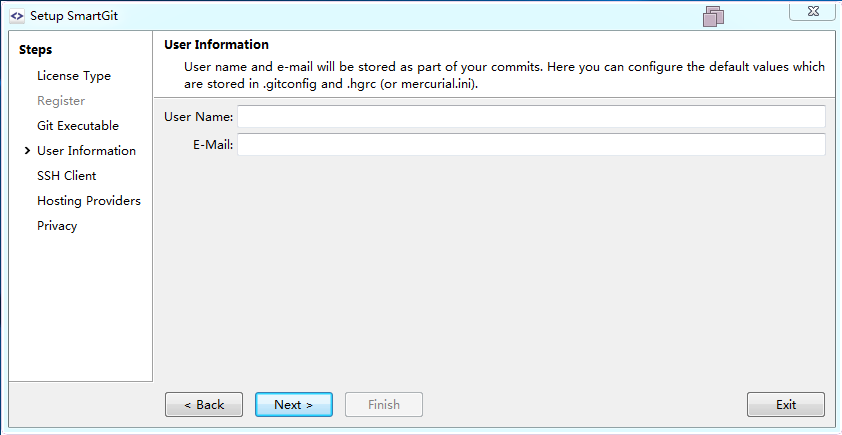 Setup SmartGit
Steps
License Type
Register
Git Executable
User Information
SSH Client
Hosting Providers
Privacy
User Information
User name and e-mail will be stored as part of your commits. Here you can configure the default values which
are stored in .gitconfig and .hgrc (or mercurial.ini).
User Name:
E-Mail:
< Back
Next >
Finish
Exit